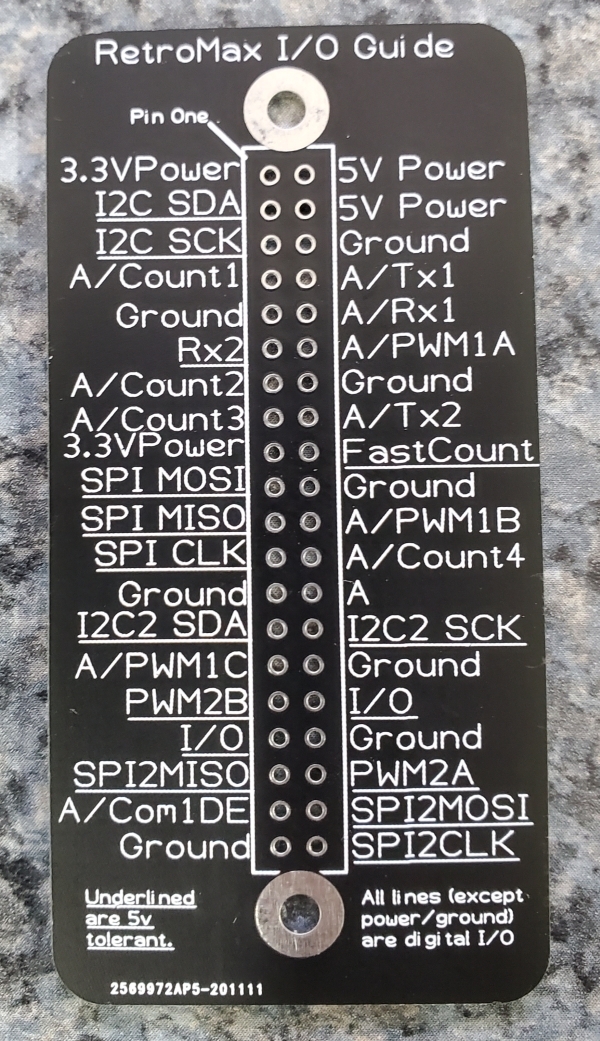 RetroMax I/O Guide
Pin One
3.3VPower 5V Power
I2C SDA 5V Power
I2C SCK Ground
A/Count1 A/Tx1
Ground A/Rx1
Rx2 A/PWM1A
A/Count2 Ground
A/Count3 A/Tx2
3.3VPower FastCount
SPI MOSI Ground
SPI MISO A/PWM1B
SPI CLK A/Count4
Ground A
I2C2 SDA I2C2 SCK
A/PWM1C Ground
PWM2B I/O
I/O Ground
SPI2MISO PWM2A
A/Com1DE SPI2MOSI
Ground SPI2CLK
Underlined
are 5v
tolerant.
All lines (except
power/ground)
are digital I/O
2569972AP5-201111